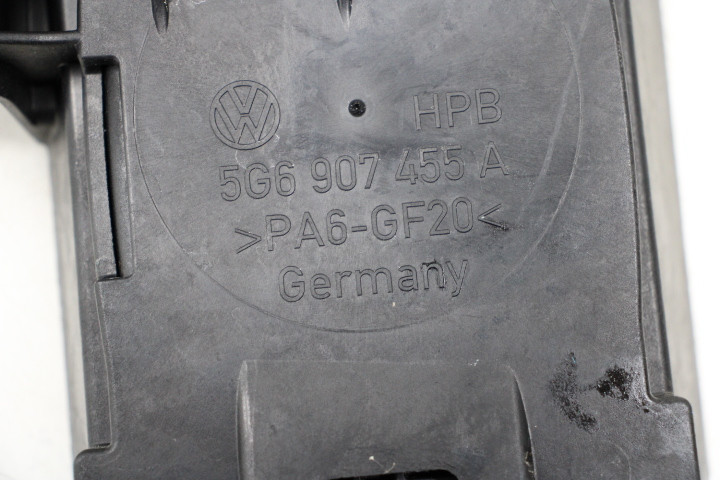 HPB
5G6 907 455 A
>PA6-GF20<
Germany